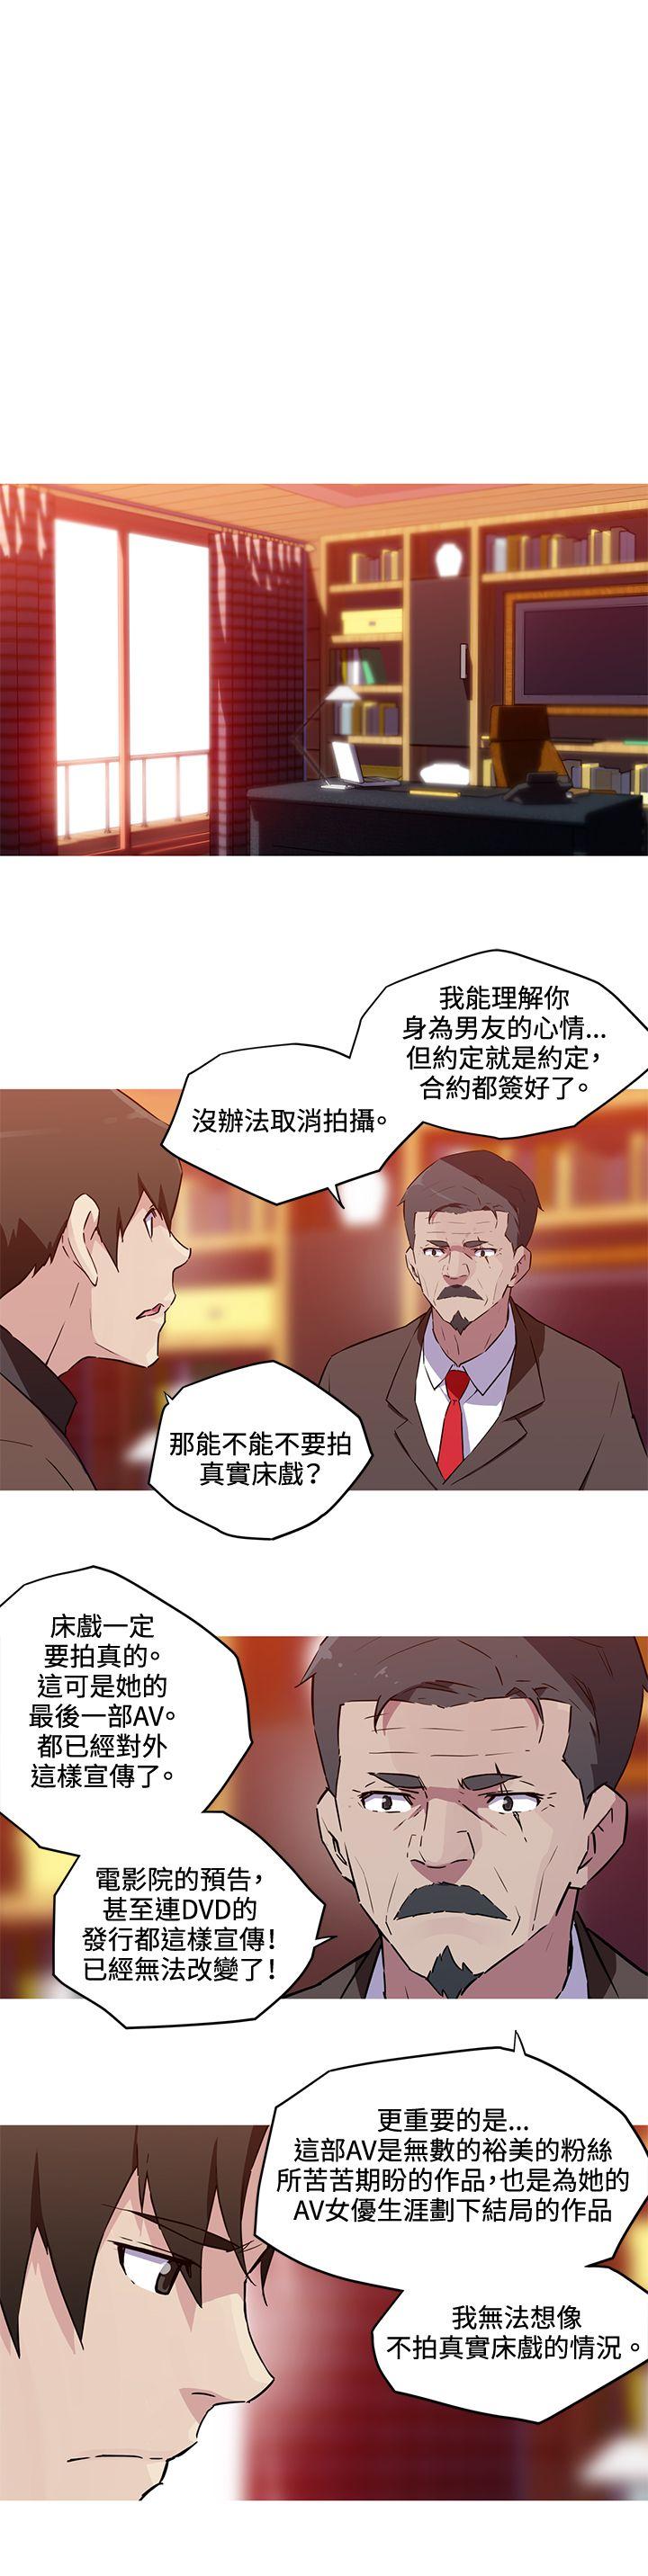 我能理解你
身為男友的心情…
但約定就是約定，
合約都簽好了。
沒辦法取消拍攝。
那能不能不要拍
真實床戲？
床戲一定
要拍真的。
這可是她的
最後一部AV。
都已經對外
這樣宣傳了。
電影院的預告，
甚至連DVD的
發行都這樣宣傳！
已經無法改變了！
更重要的是…
這部AV是無數的裕美的粉絲
所苦苦期盼的作品，也是為她的
AV女優生涯劃下結局的作品
我無法想像
不拍真實床戲的情況。